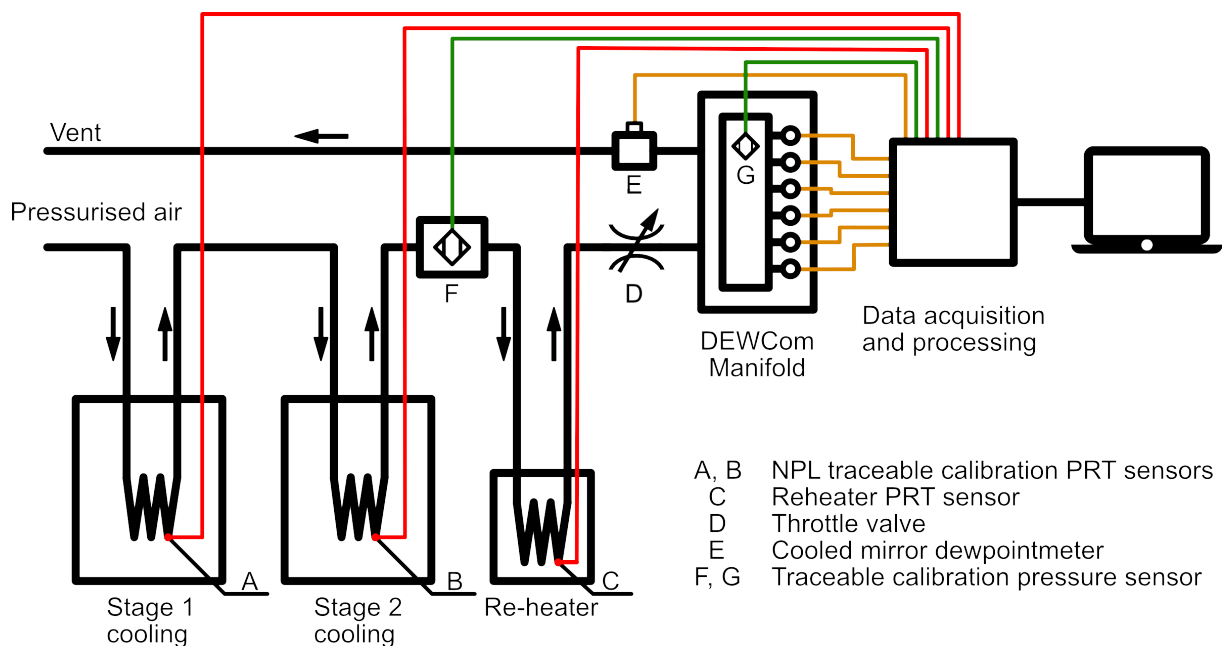 Vent
E
G
Pressurised air
F
D
DEWCom
Manifold
Data acquisition
and processing
A
B
C
Stage 1
cooling
Stage 2
cooling
Re-heater
A, B NPL traceable calibration PRT sensors
C Reheater PRT sensor
D Throttle valve
E Cooled mirror dewpointmeter
F, G Traceable calibration pressure sensor